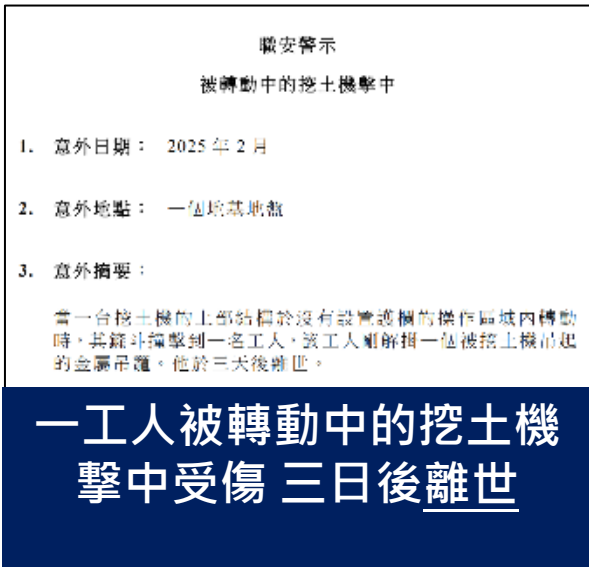 職安警示
被轉動中的挖土機擊中
1. 意外日期： 2025 年 2 月
2. 意外地點： 一個地基地盤
3. 意外摘要：
當一台挖土機的上部結構於沒有設置護欄的操作區域內轉動
時，其鏟斗撞擊到一名工人，該工人剛解掛一個被挖土機吊起
的金屬吊籠。他於三天後離世。
一工人被轉動中的挖土機
擊中受傷 三日後離世